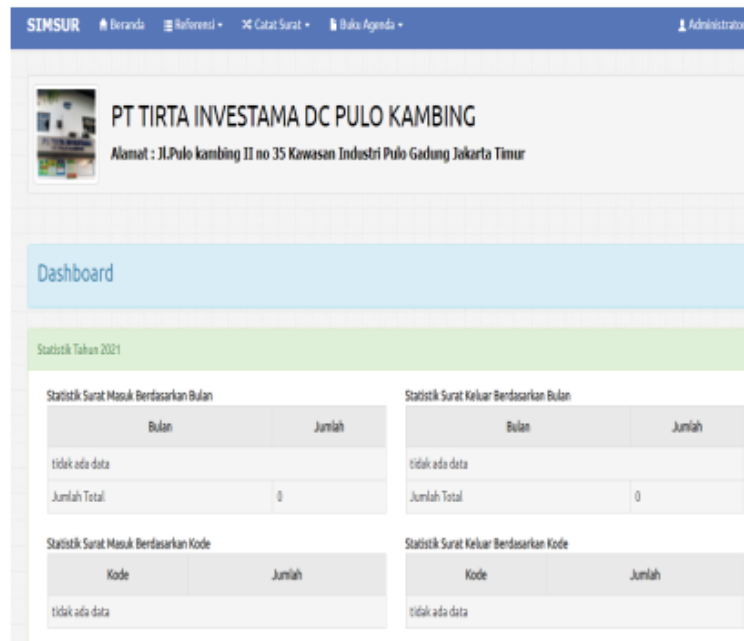 SIMSUR Beranda Referensi Catat Surat Buku Agenda Administrator
PT TIRTA INVESTAMA DC PULO KAMBING
Alamat : Jl.Pulo kambing II no 35 Kawasan Industri Pulo Gadung Jakarta Timur
Dashboard
Statistik Tahun 2021
Statistik Surat Masuk Berdasarkan Bulan
Bulan Jumlah
tidak ada data
Jumlah Total 0
Statistik Surat Keluar Berdasarkan Bulan
Bulan Jumlah
tidak ada data
Jumlah Total 0
Statistik Surat Masuk Berdasarkan Kode
Kode Jumlah
tidak ada data
Statistik Surat Keluar Berdasarkan Kode
Kode Jumlah
tidak ada data